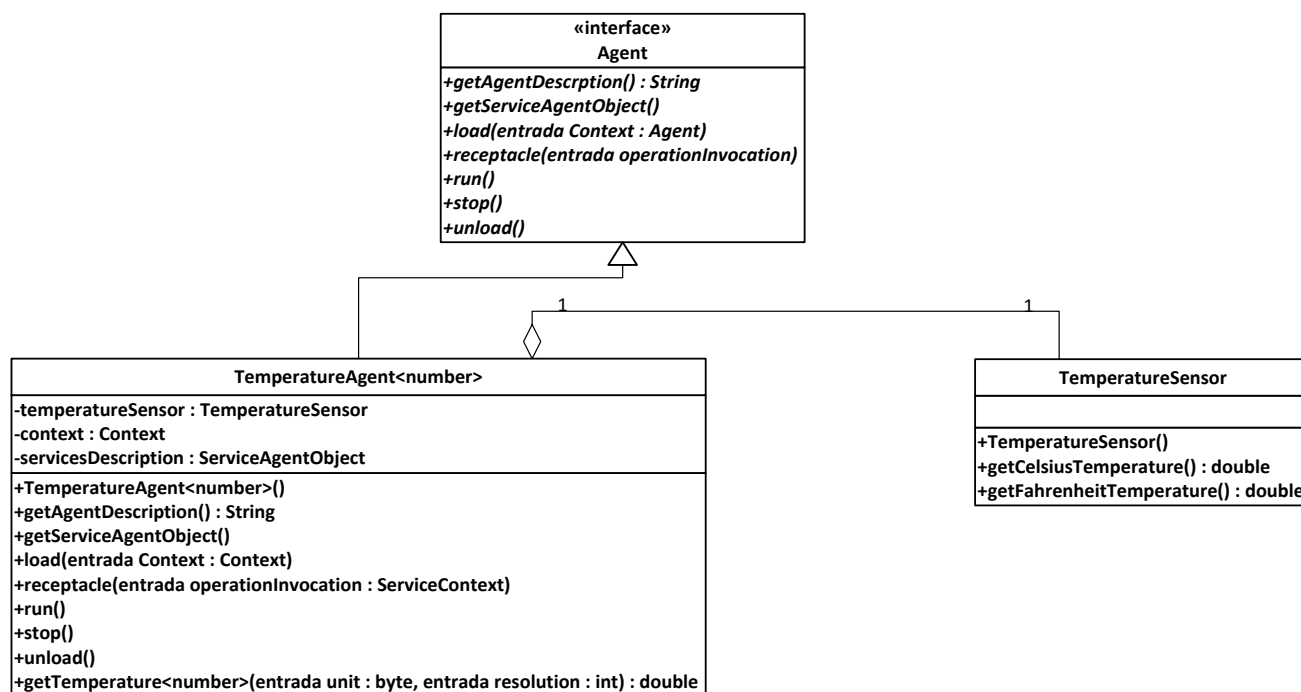 «interface»
Agent
+getAgentDescrption() : String
+getServiceAgentObject()
+load(entrada Context : Agent)
+receptacle(entrada operationInvocation)
+run()
+stop()
+unload()
1
1
TemperatureAgent<number>
-temperatureSensor : TemperatureSensor
-context : Context
-servicesDescription : ServiceAgentObject
+TemperatureAgent<number>()
+getAgentDescription() : String
+getServiceAgentObject()
+load(entrada Context : Context)
+receptacle(entrada operationInvocation : ServiceContext)
+run()
+stop()
+unload()
+getTemperature<number>(entrada unit : byte, entrada resolution : int) : double
TemperatureSensor
+TemperatureSensor()
+getCelsiusTemperature() : double
+getFahrenheitTemperature() : double